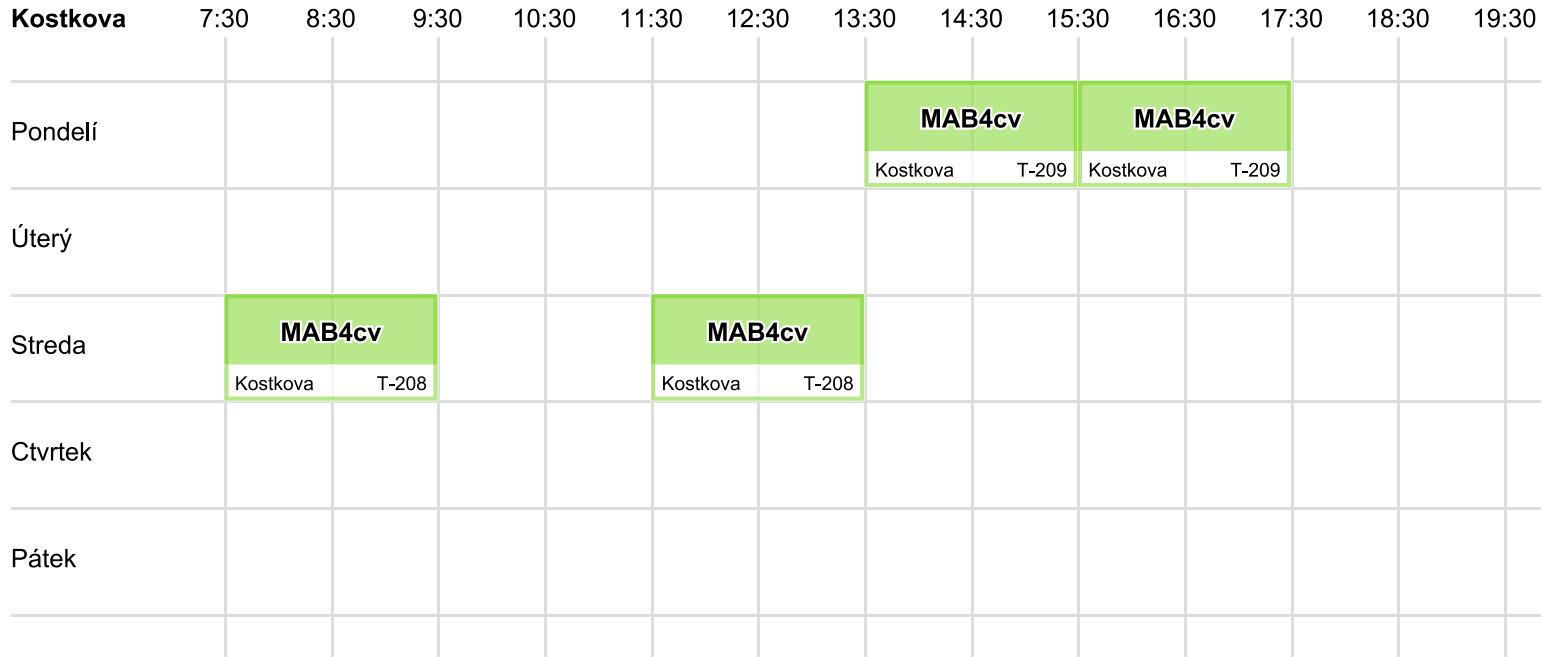 Kostkova 7:30 8:30 9:30 10:30 11:30 12:30 13:30 14:30 15:30 16:30 17:30 18:30 19:30
Pondelí
MAB4cv MAB4cv
Kostkova T-209 Kostkova T-209
Úterý
Streda
MAB4cv MAB4cv
Kostkova T-208 Kostkova T-208
Ctvrtek
Pátek